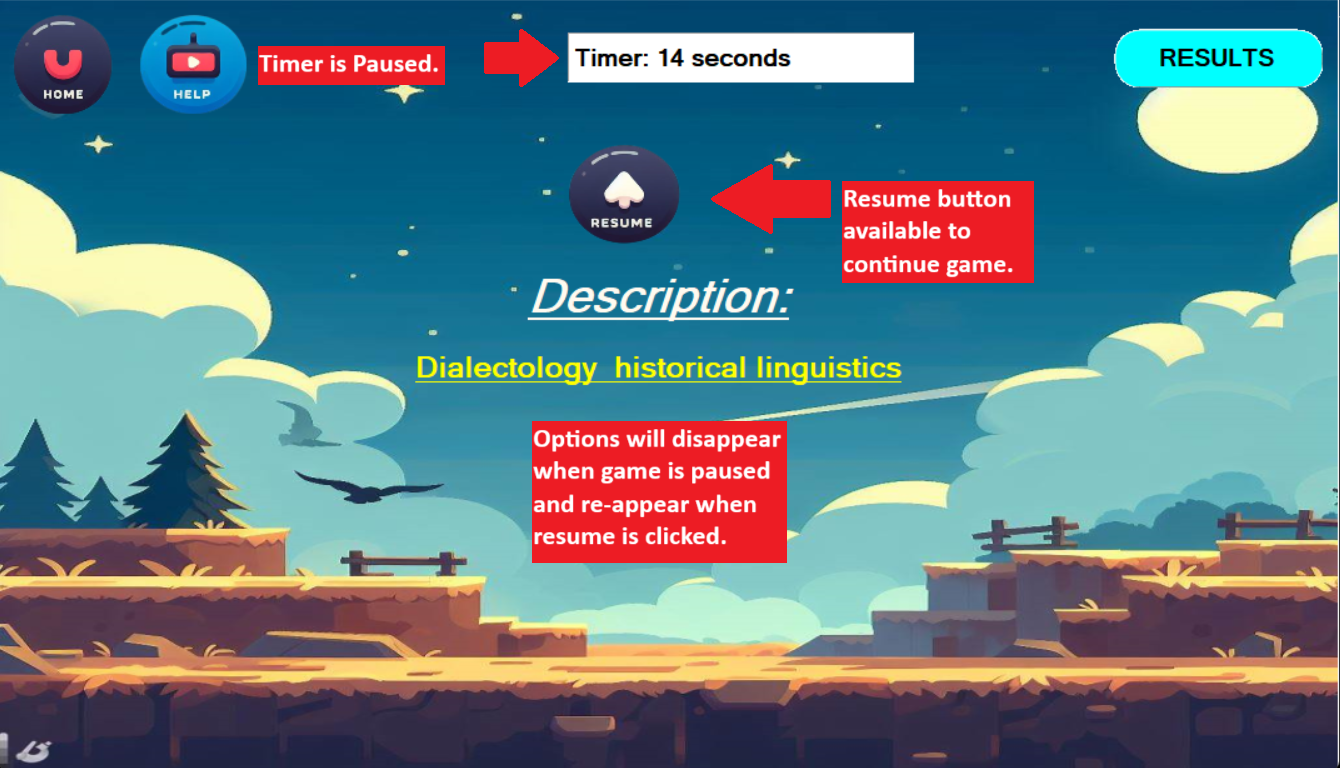 HOME
HELP
Timer is Paused.
Timer: 14 seconds
RESULTS
RESUME
Resume button
available to
continue game.
Description:
Dialectology  historical linguistics
Options will disappear
when game is paused
and re-appear when
resume is clicked.